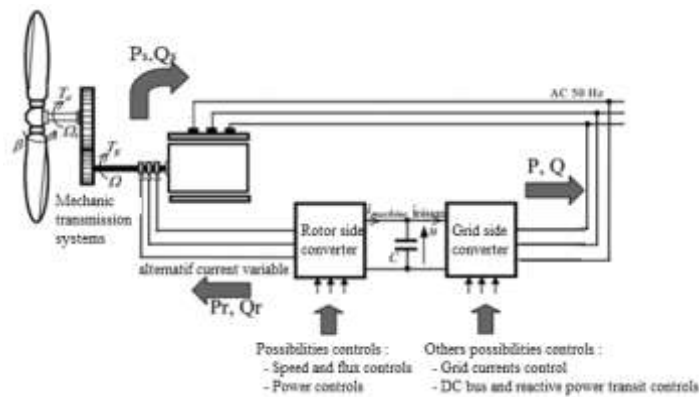 Ps,Qs
AC 50 Hz
β
Ω
P, Q
Mechanic
transmission
systems
Rotor side
converter
C
u
Grid side
converter
alternatif current variable
Pr, Qr
Possibilities controls :
- Speed and flux controls
- Power controls
Others possibilities controls :
- Grid currents control
- DC bus and reactive power transit controls